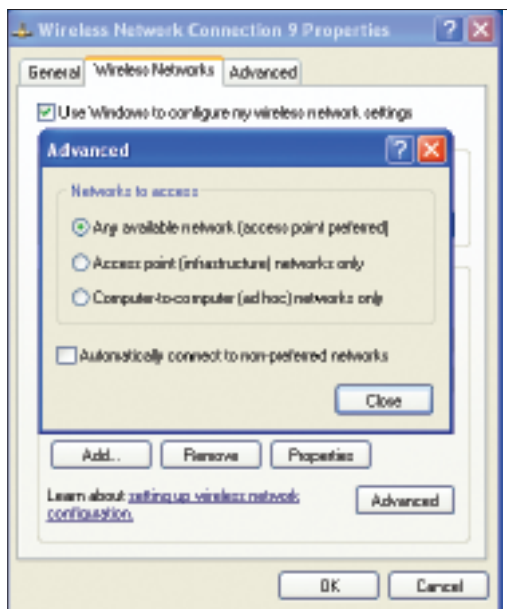 Wireless Network Connection 9 Properties
General Wireless Networks Advanced
Use Windows to configure my wireless network settings
Advanced
Networks to access
Any available network (access point preferred)
Access point (infrastructure) networks only
Computer-to-computer (ad hoc) networks only
Automatically connect to non-preferred networks
Close
Add... Remove Properties
Learn about setting up wireless network
configuration.
Advanced
OK Cancel